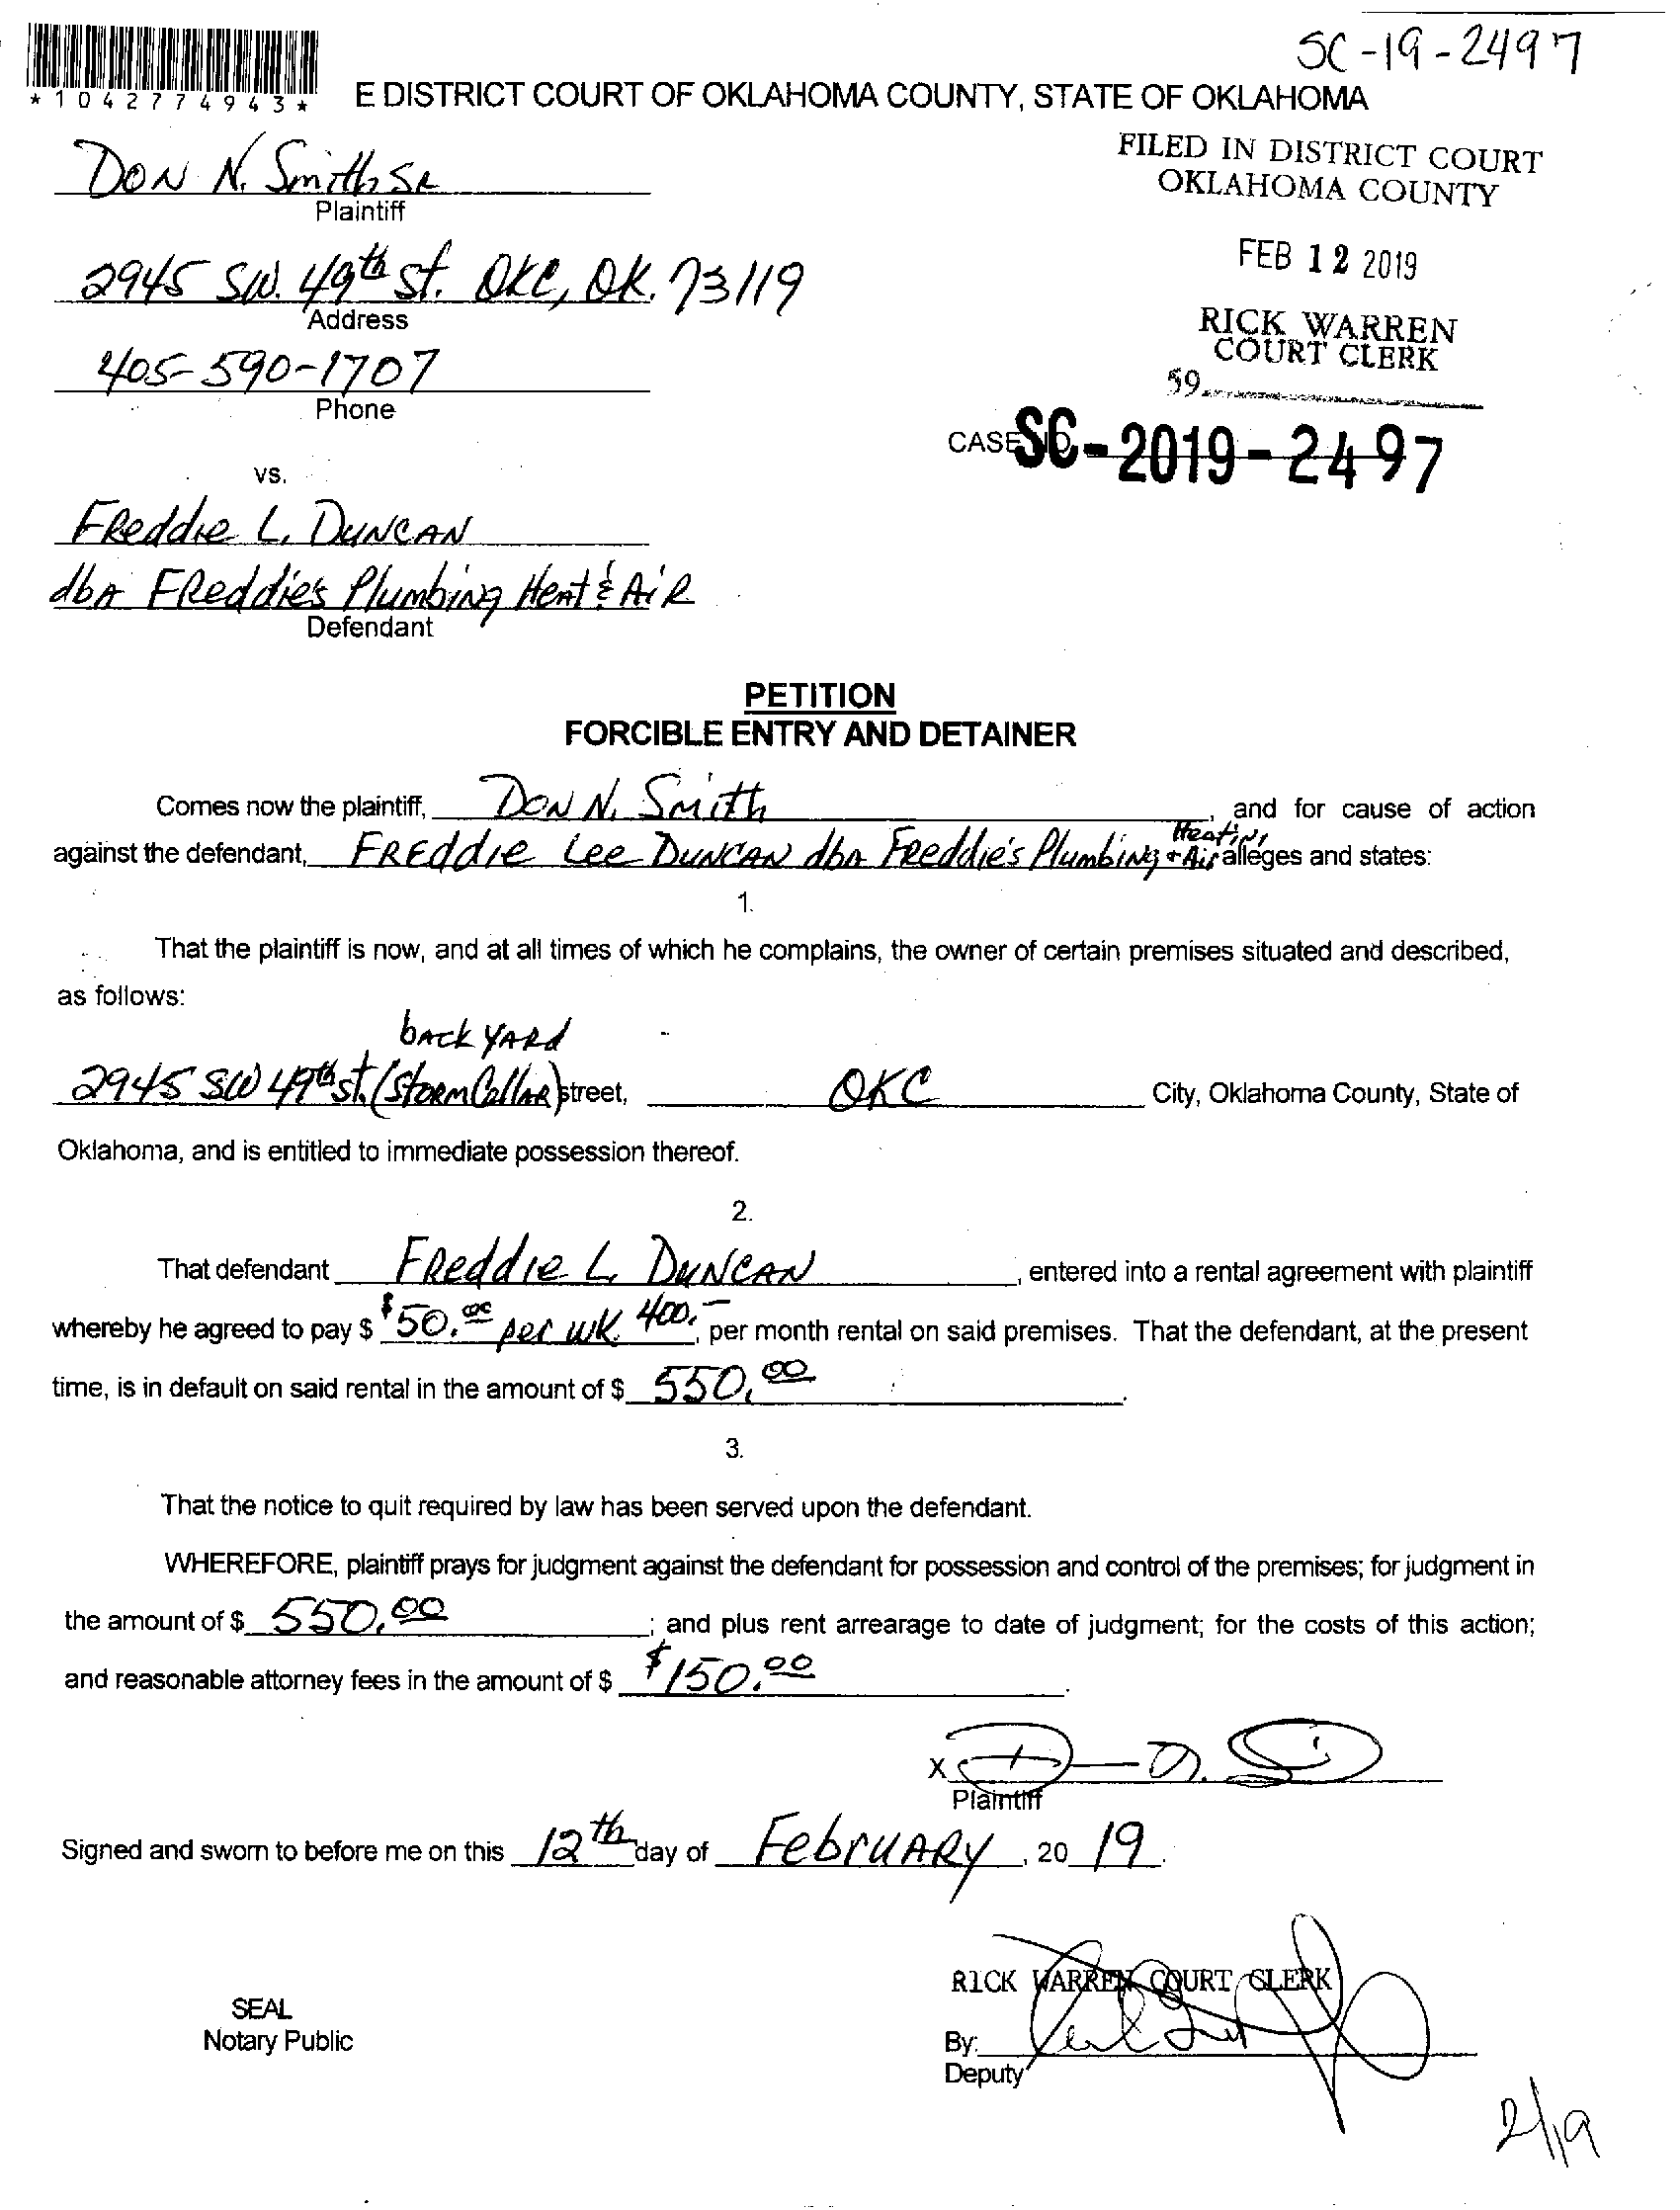 SC-19-2497
*1042774943*
E DISTRICT COURT OF OKLAHOMA COUNTY, STATE OF OKLAHOMA
FILED IN DISTRICT COURT
OKLAHOMA COUNTY
DON N. Smith SR
Plaintiff
FEB 12 2019
2945 SW. 49th st. OKC, OK. 73119
Address
RICK WARREN
COURT CLERK
405-590-1707
Phone
59
CASE NO. SC-2019-2497
vs.
FReddie L. DUNCAN
dbA FReddie's Plumbing HeAt & AiR
Defendant
PETITION
FORCIBLE ENTRY AND DETAINER
Comes now the plaintiff, DON N. Smith, and for cause of action
against the defendant, FREddie Lee DUNCAN dbA FReddie's Plumbing Heating + Air alleges and states:
1.
That the plaintiff is now, and at all times of which he complains, the owner of certain premises situated and described,
as follows:
bAck YARd
2945 SW 49th st. (StoRm CellAR) street, OKC City, Oklahoma County, State of
Oklahoma, and is entitled to immediate possession thereof.
2.
That defendant FReddie L. DUNCAN, entered into a rental agreement with plaintiff
whereby he agreed to pay $ $50.00 per wk. 400.- per month rental on said premises. That the defendant, at the present
time, is in default on said rental in the amount of $ 550.00.
3.
That the notice to quit required by law has been served upon the defendant.
WHEREFORE, plaintiff prays for judgment against the defendant for possession and control of the premises; for judgment in
the amount of $ 550.00; and plus rent arrearage to date of judgment; for the costs of this action;
and reasonable attorney fees in the amount of $ $150.00.
X
Plaintiff
Signed and sworn to before me on this 12th day of FebruARy, 2019.
RICK WARREN COURT CLERK
SEAL
Notary Public
By:
Deputy
2/19